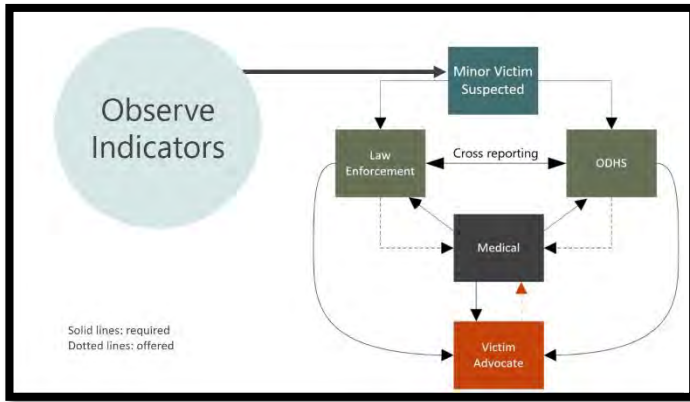 Observe
Indicators
Minor Victim
Suspected
Law
Enforcement
Cross reporting
ODHS
Medical
Victim
Advocate
Solid lines: required
Dotted lines: offered